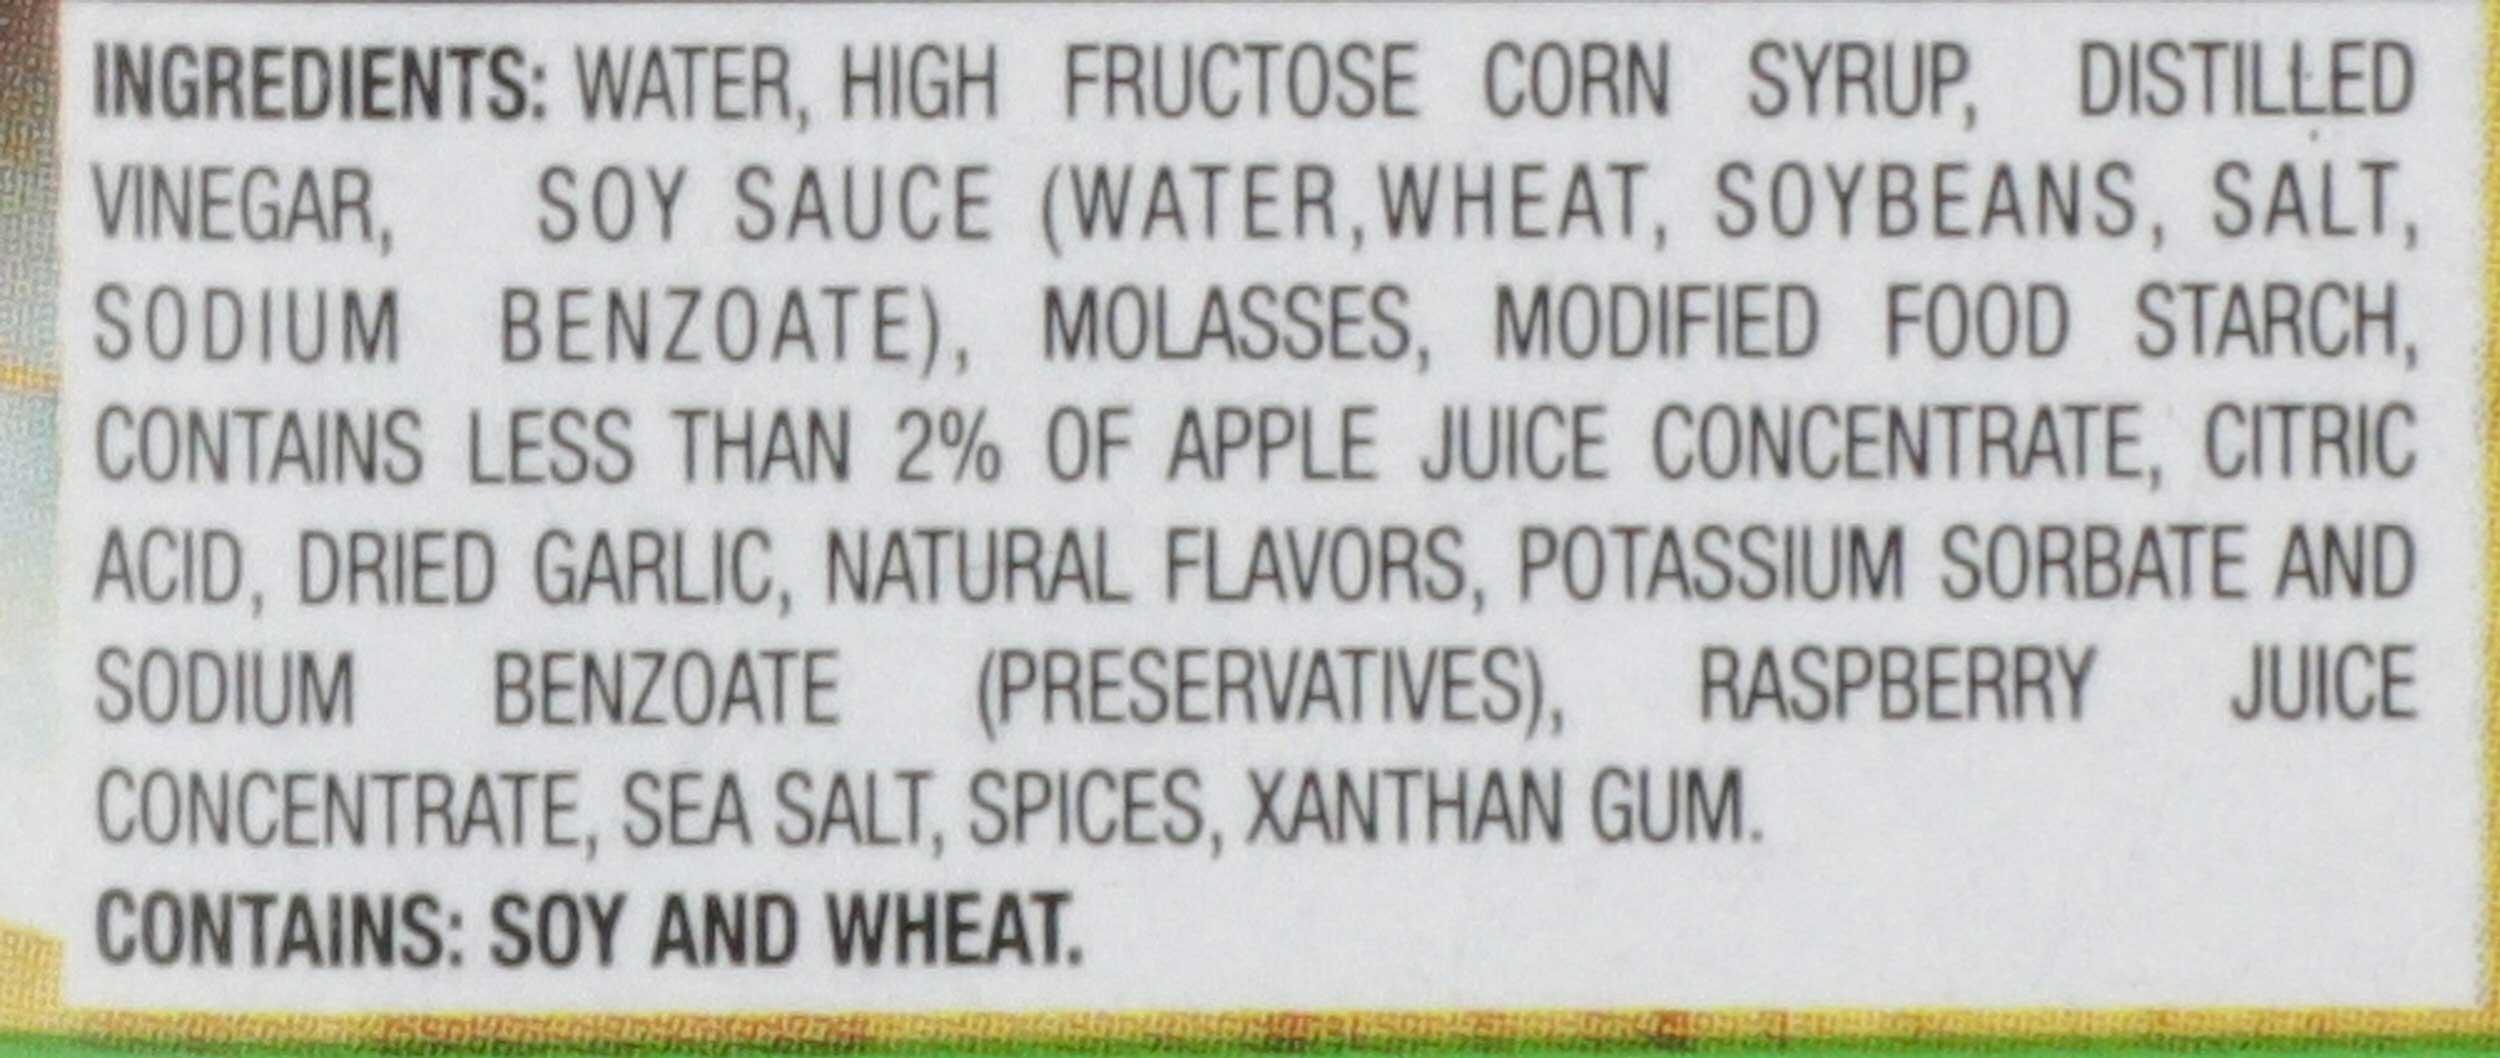 INGREDIENTS: WATER, HIGH FRUCTOSE CORN SYRUP, DISTILLED
VINEGAR, SOY SAUCE (WATER,WHEAT, SOYBEANS, SALT,
SODIUM BENZOATE), MOLASSES, MODIFIED FOOD STARCH,
CONTAINS LESS THAN 2% OF APPLE JUICE CONCENTRATE, CITRIC
ACID, DRIED GARLIC, NATURAL FLAVORS, POTASSIUM SORBATE AND
SODIUM BENZOATE (PRESERVATIVES), RASPBERRY JUICE
CONCENTRATE, SEA SALT, SPICES, XANTHAN GUM.
CONTAINS: SOY AND WHEAT.